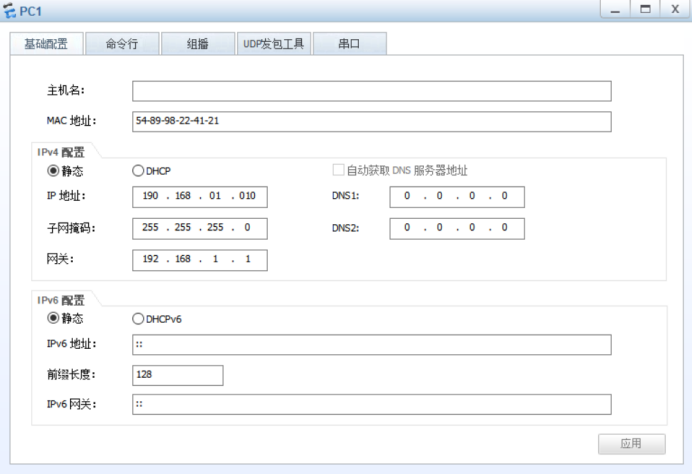 PC1
基础配置 命令行 组播 UDP发包工具 串口
主机名：
MAC 地址： 54-89-98-22-41-21
IPv4 配置
静态 DHCP 自动获取 DNS 服务器地址
IP 地址： 190 . 168 . 01 . 010 DNS1： 0 . 0 . 0 . 0
子网掩码： 255 . 255 . 255 . 0 DNS2： 0 . 0 . 0 . 0
网关： 192 . 168 . 1 . 1
IPv6 配置
静态 DHCPv6
IPv6 地址： ::
前缀长度： 128
IPv6 网关： ::
应用